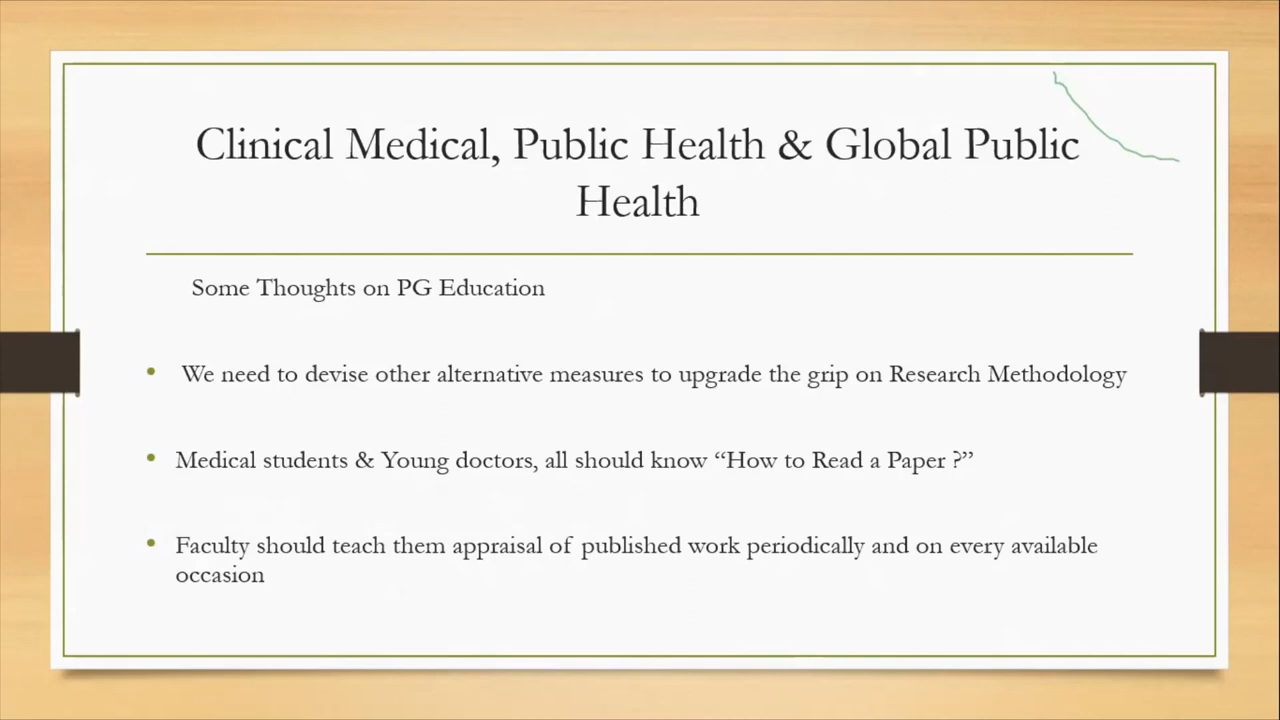 Clinical Medical, Public Health & Global Public
Health
Some Thoughts on PG Education
• We need to devise other alternative measures to upgrade the grip on Research Methodology
• Medical students & Young doctors, all should know “How to Read a Paper ?”
• Faculty should teach them appraisal of published work periodically and on every available
occasion